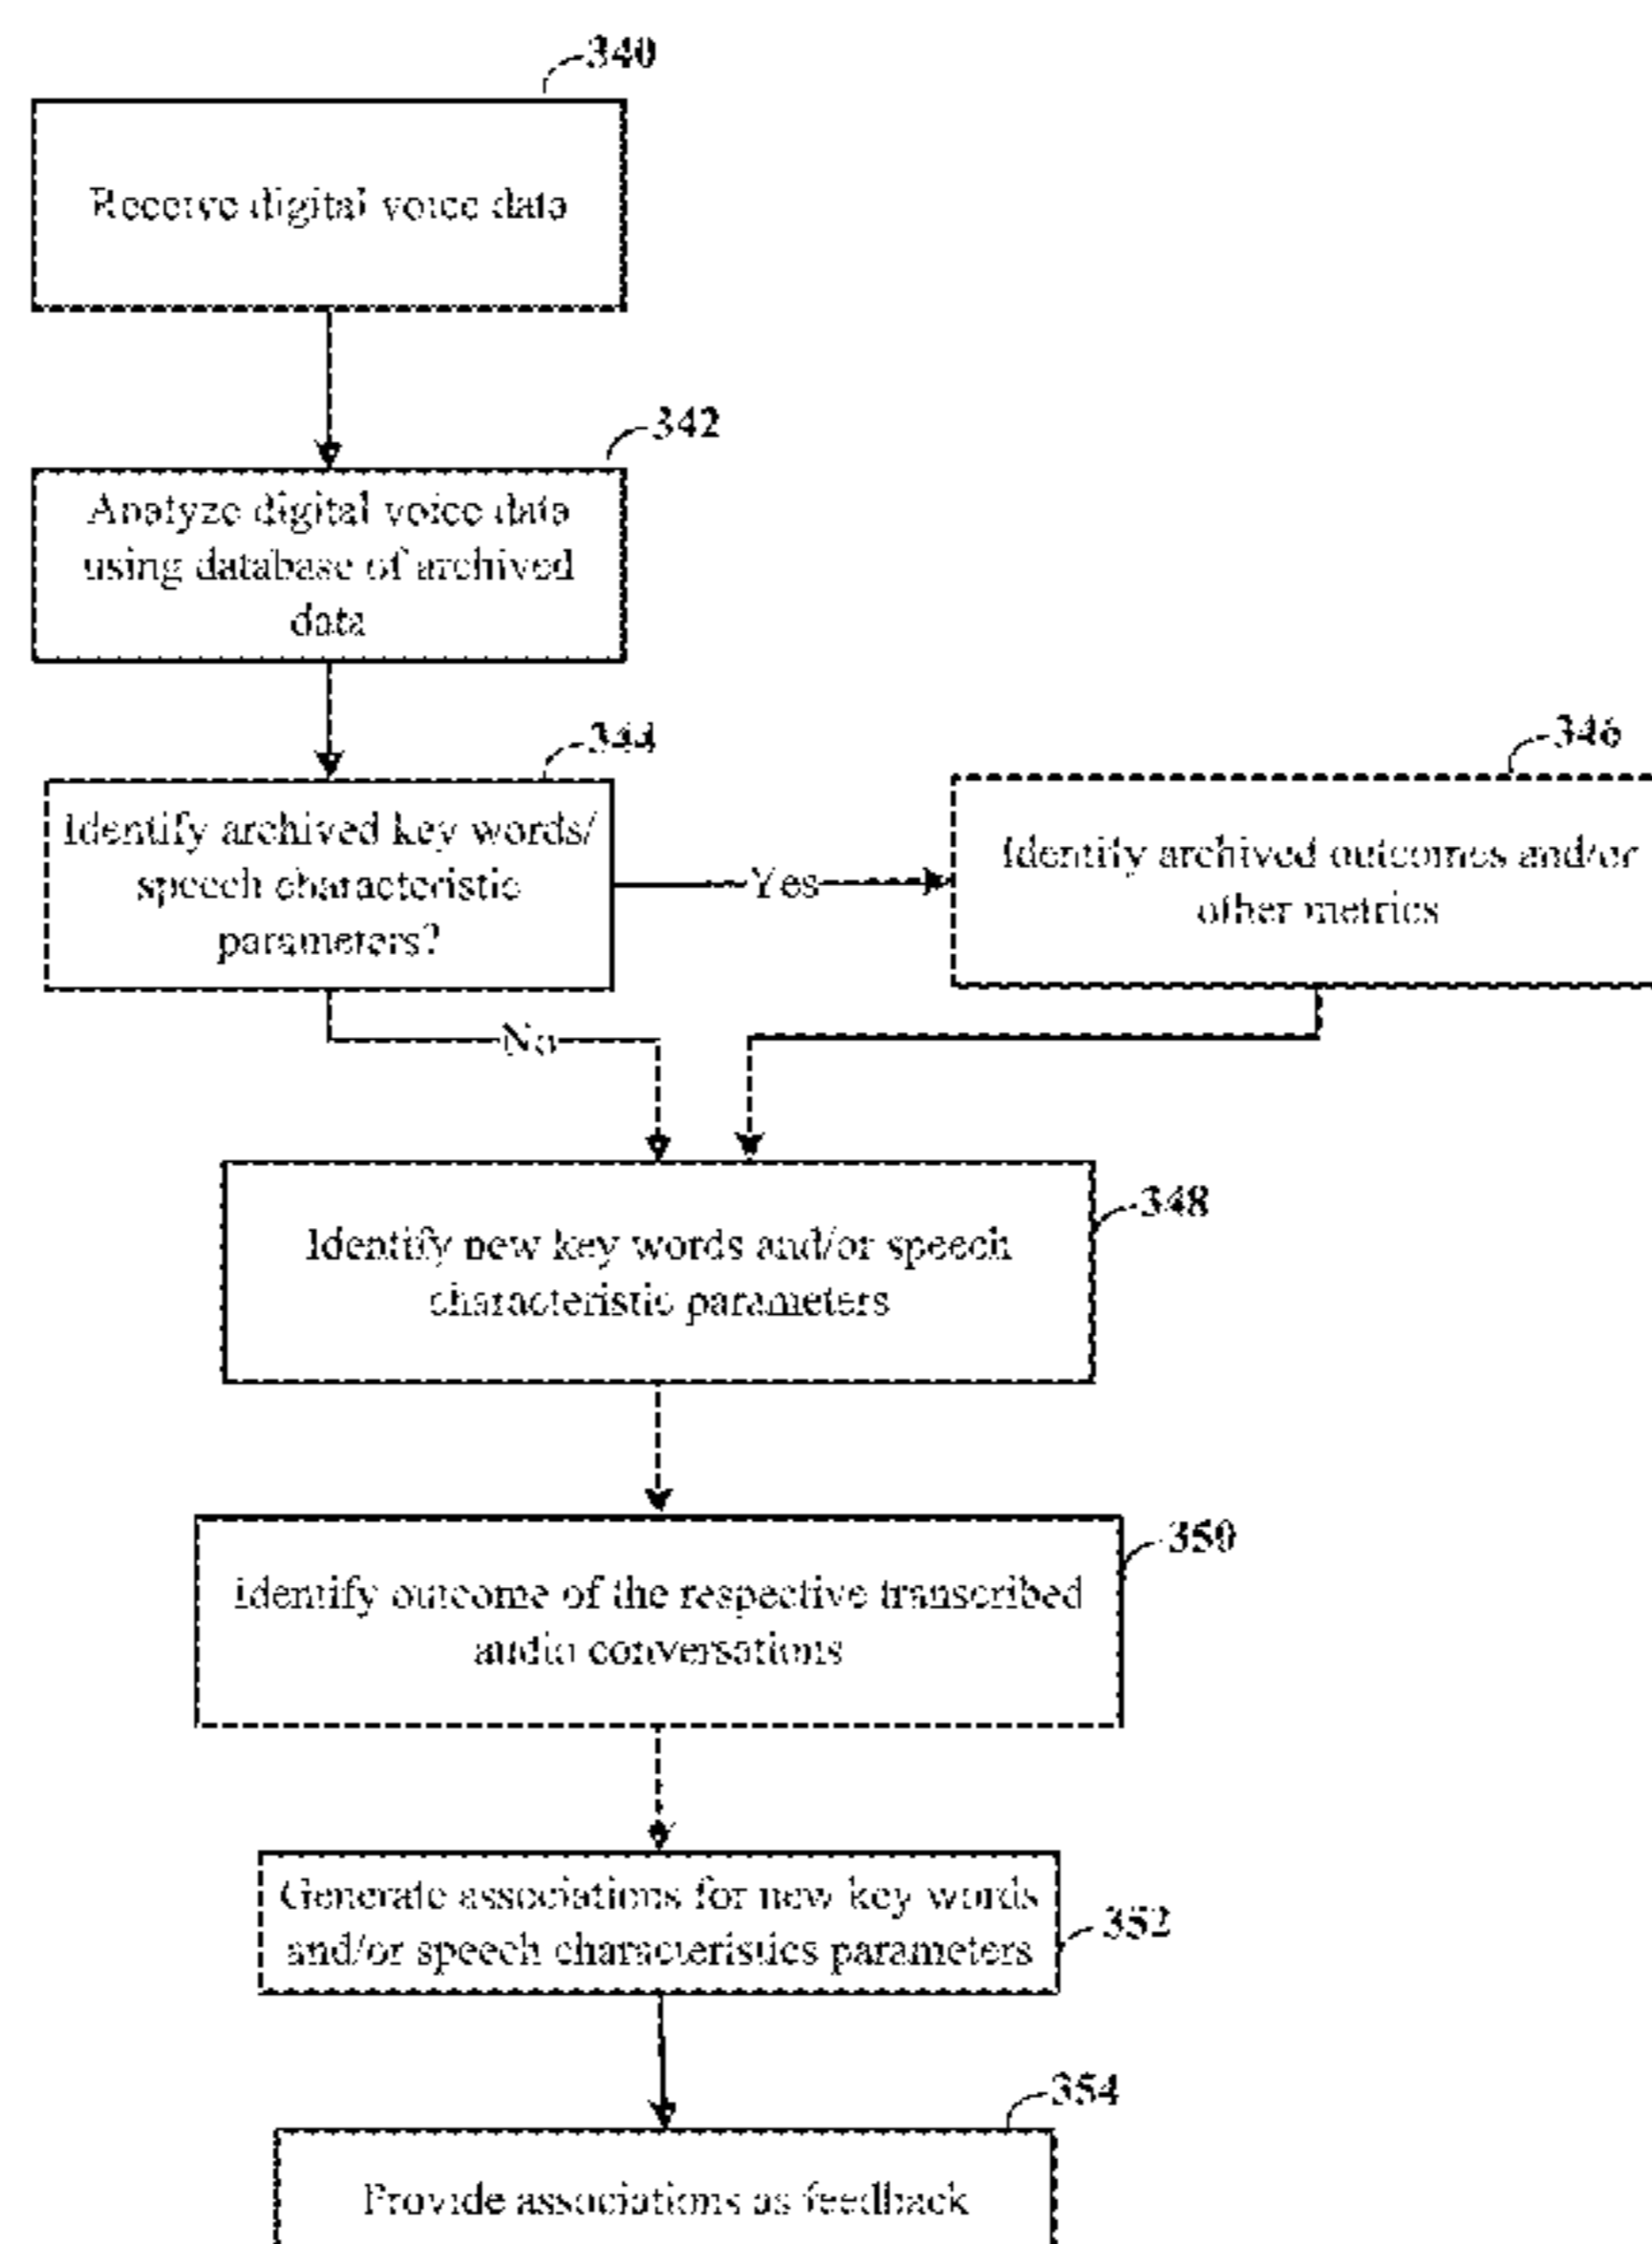 340
Receive digital voice data
342
Analyze digital voice data
using database of archived
data
344
Identify archived key words/
speech characteristic
parameters?
Yes
346
Identify archived outcomes and/or
other metrics
No
348
Identify new key words and/or speech
characteristic parameters
350
Identify outcome of the respective transcribed
audio conversations
352
Generate associations for new key words
and/or speech characteristics parameters
354
Provide associations as feedback